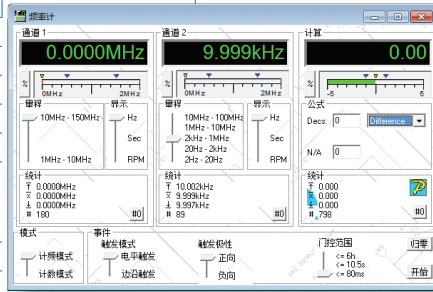 频率计
通道 1
0.0000MHz
% 0MHz 2MHz
量程
10MHz - 150MHz
1MHz - 10MHz
显示
Hz
Sec
RPM
统计
0.0000MHz
0.0000MHz
0.0000MHz
# 180
#0
通道 2
9.999kHz
% 0MHz 2MHz
量程
10MHz - 100MHz
1MHz - 10MHz
2kHz - 1MHz
20Hz - 2kHz
2Hz - 20Hz
显示
Hz
Sec
RPM
统计
10.002kHz
9.999kHz
9.997kHz
# 89
#0
计算
0.00
% -5 5
公式
Decs: 0 Difference
N/A 0
统计
0.000
0.000
0.000
# 798
#0
模式
计频模式
计数模式
事件
触发模式
电平触发
边沿触发
触发极性
正向
负向
门控范围
<= 6h
<= 10.5s
<= 80ms
归零
开始